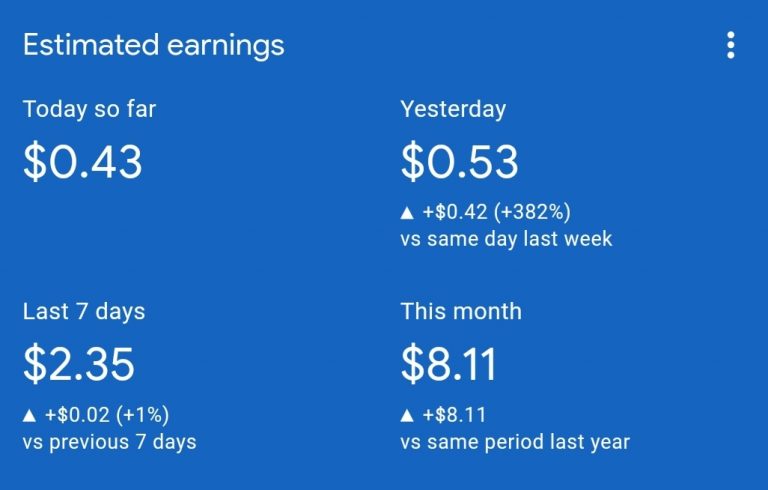 Estimated earnings
Today so far
$0.43
Yesterday
$0.53
▲ +$0.42 (+382%)
vs same day last week
Last 7 days
$2.35
▲ +$0.02 (+1%)
vs previous 7 days
This month
$8.11
▲ +$8.11
vs same period last year